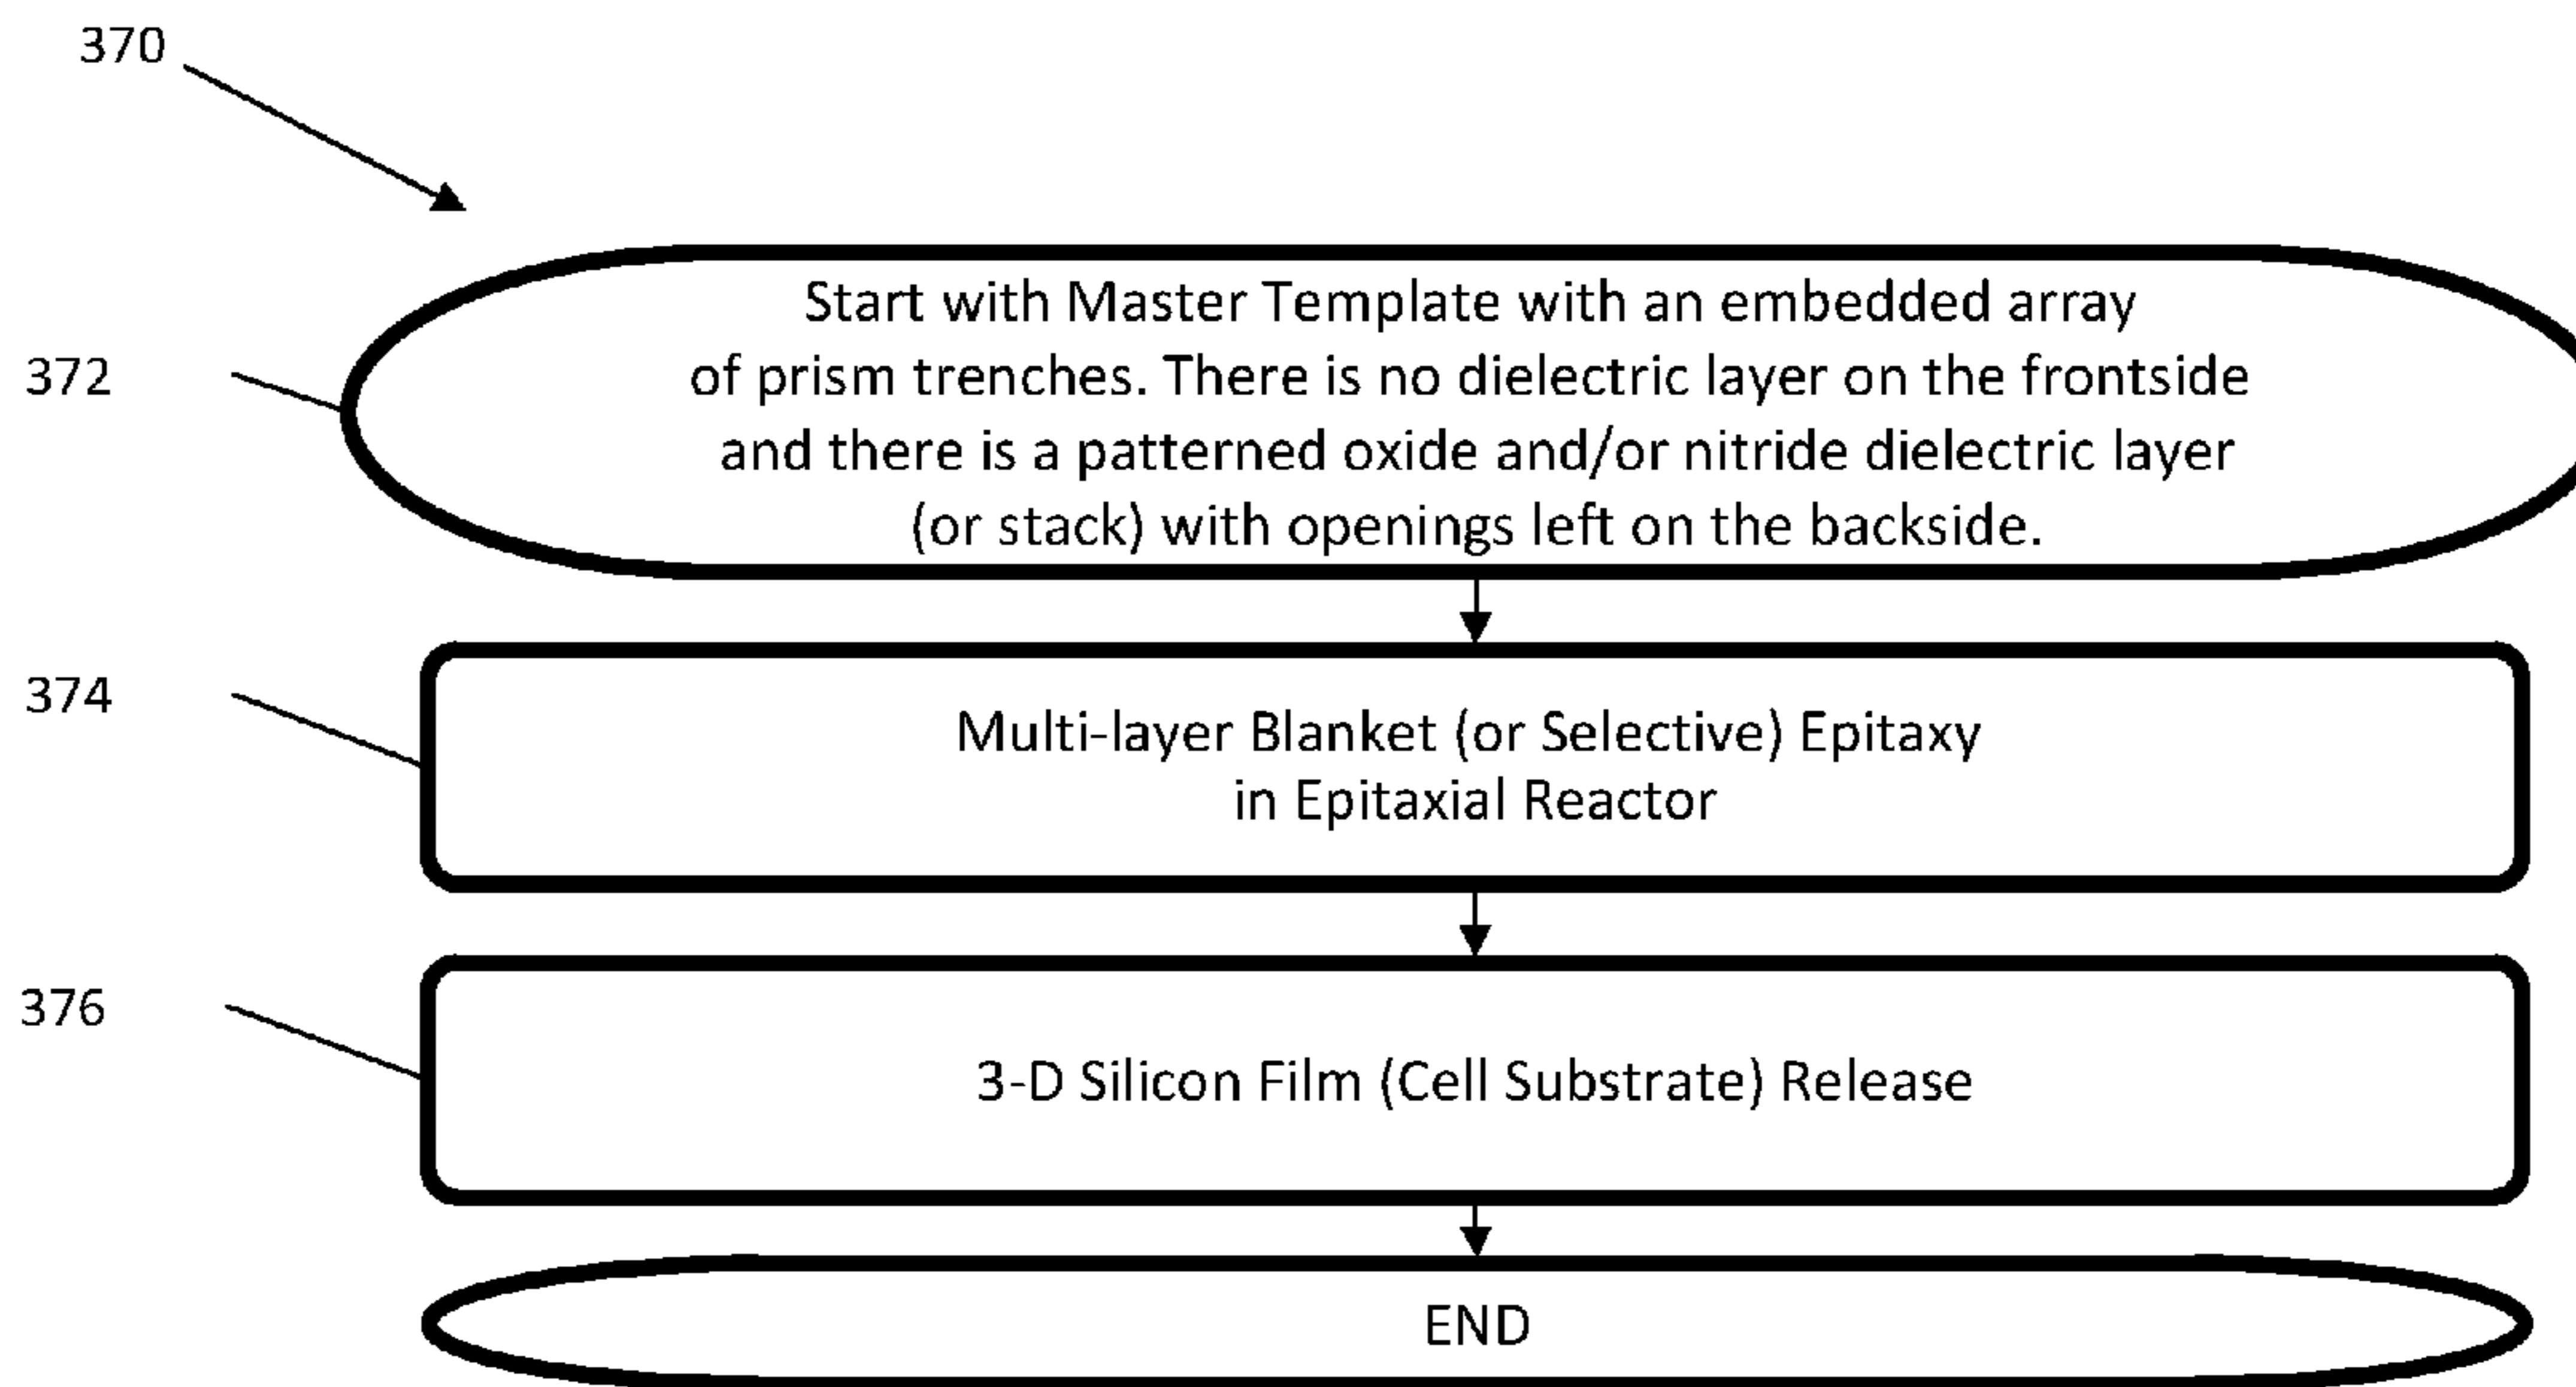 370
372
Start with Master Template with an embedded array
of prism trenches. There is no dielectric layer on the frontside
and there is a patterned oxide and/or nitride dielectric layer
(or stack) with openings left on the backside.
374
Multi-layer Blanket (or Selective) Epitaxy
in Epitaxial Reactor
376
3-D Silicon Film (Cell Substrate) Release
END